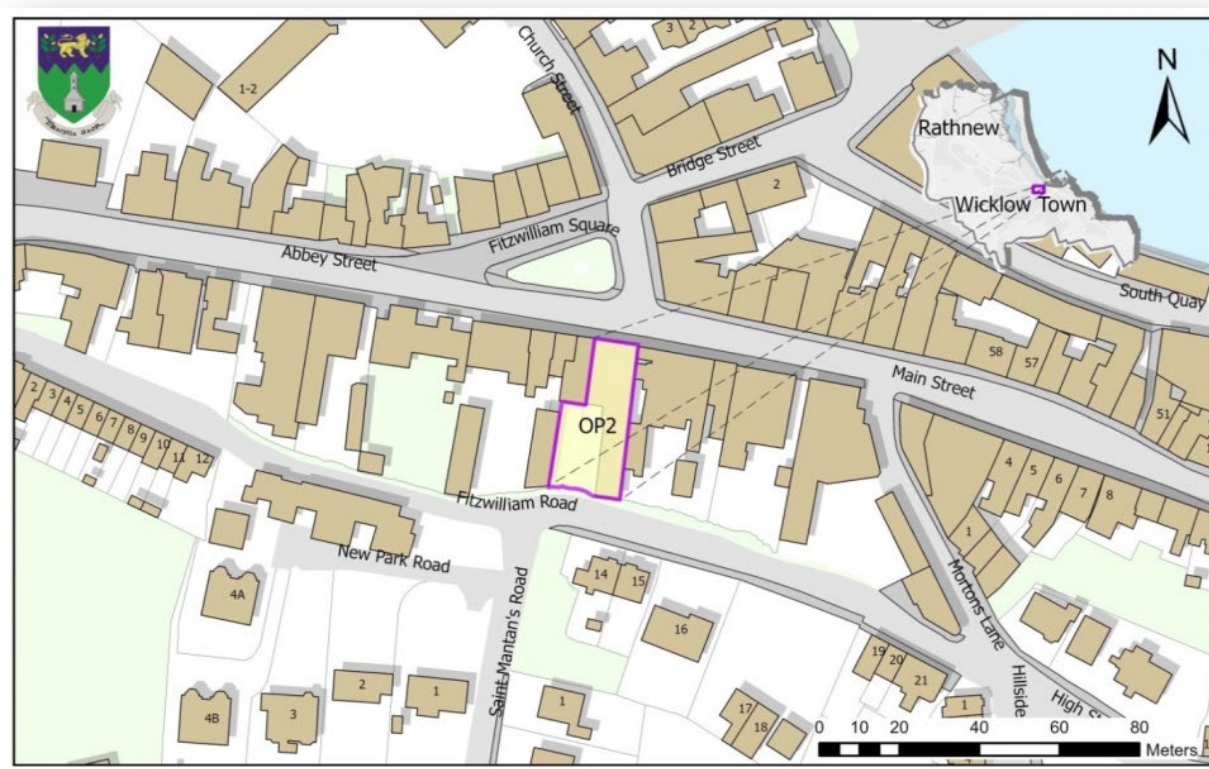 3 2
1-2
Church Street
N
Rathnew
Bridge Street
2
Wicklow Town
Fitzwilliam Square
Abbey Street
South Quay
58 57
Main Street
51
2 3 4 5 6 7 8 9 10 11 12
OP2
4 5 6 7 8
Fitzwilliam Road
1
New Park Road
14 15
Mortons Lane
4A
16
Saint Mantan's Road
19 20 21
2 1
1
Hillside
High
4B 3
17 18
1
0 10 20 40 60 80
Meters